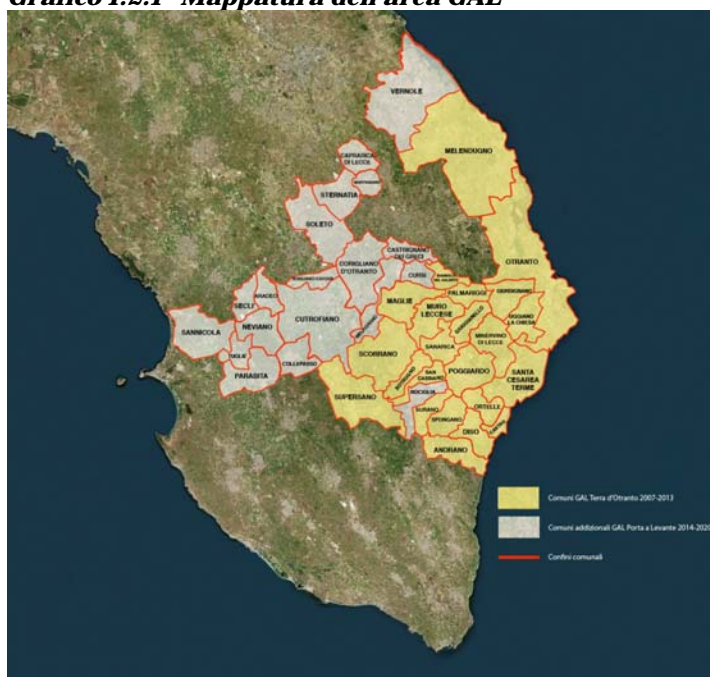 Grafico 1.2.1 Mappatura dell'area GAL
VERNOLE
MELENDUGNO
CAPRARICA
DI LECCE
MARTIGNANO
STERNATIA
SOLETO
CASTRIGNANO
DEI GRECI
CORIGLIANO
D'OTRANTO
CURSI
OTRANTO
PALMARIGGI
GIURDIGNANO
ARADEO
SECLI
MAGLIE
MURO
LECCESE
UGGIANO
LA CHIESA
SANNICOLA
NEVIANO
CUTROFIANO
MINERVINO
DI LECCE
SANARICA
SCORRANO
TUGLIE
COLLEPASSO
PARABITA
POGGIARDO
SAN
CASSIANO
SANTA
CESAREA
TERME
SUPERSANO
NOCIGLIA
SURANO
ORTELLE
SPONGANO
DISO
ANDRANO
Comuni GAL Terra d'Otranto 2007-2013
Comuni addizionali GAL Porta a Levante 2014-2020
Confini comunali